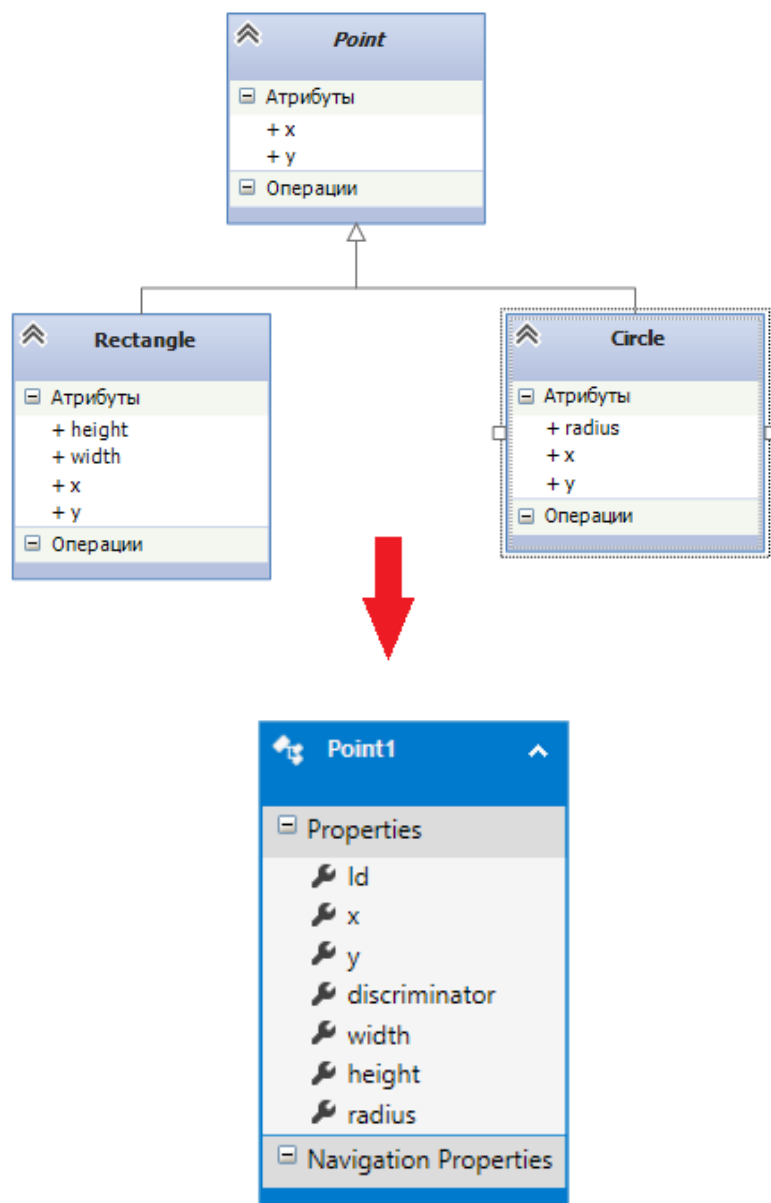 Point
Атрибуты
+ x
+ y
Операции
Rectangle
Атрибуты
+ height
+ width
+ x
+ y
Операции
Circle
Атрибуты
+ radius
+ x
+ y
Операции
Point1
Properties
Id
x
y
discriminator
width
height
radius
Navigation Properties